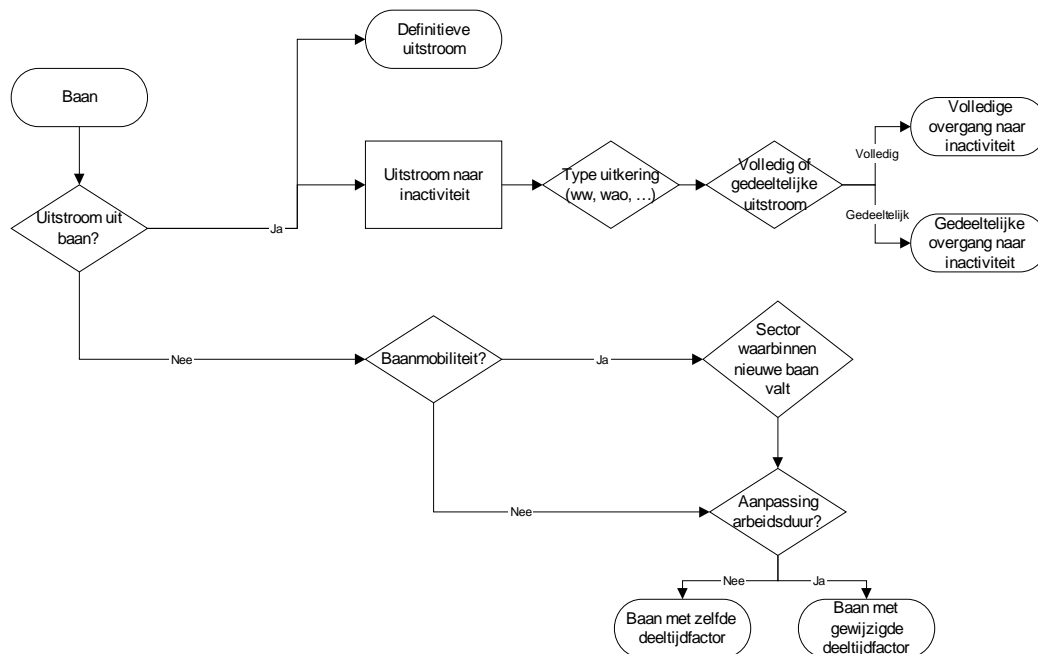 Definitieve
uitstroom
Baan
Volledige
overgang naar
inactiviteit
Volledig
Uitstroom naar
inactiviteit
Type uitkering
(ww, wao, …)
Volledig of
gedeeltelijke
uitstroom
Uitstroom uit
baan?
Ja
Gedeeltelijk
Gedeeltelijke
overgang naar
inactiviteit
Nee
Baanmobiliteit?
Ja
Sector
waarbinnen
nieuwe baan
valt
Nee
Aanpassing
arbeidsduur?
Nee
Ja
Baan met zelfde
deeltijdfactor
Baan met
gewijzigde
deeltijdfactor